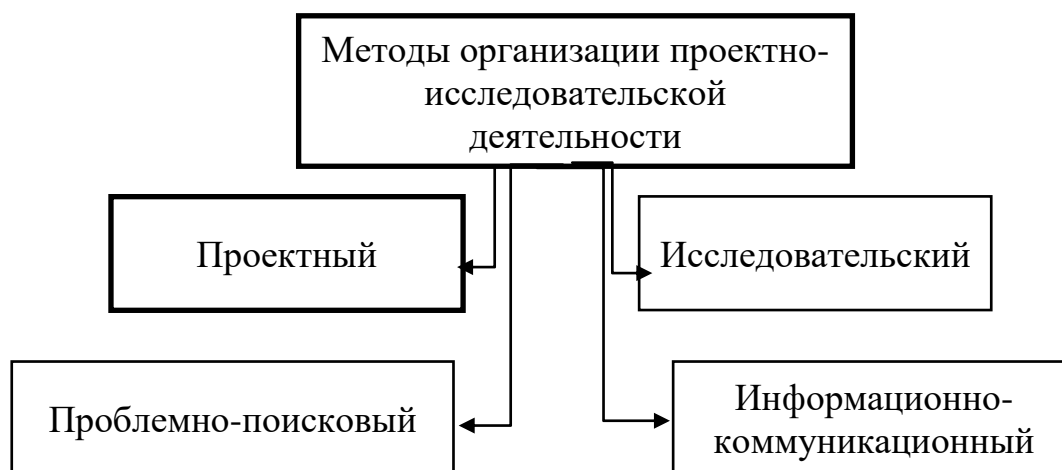 Методы организации проектно-
исследовательской
деятельности
Проектный
Исследовательский
Проблемно-поисковый
Информационно-
коммуникационный